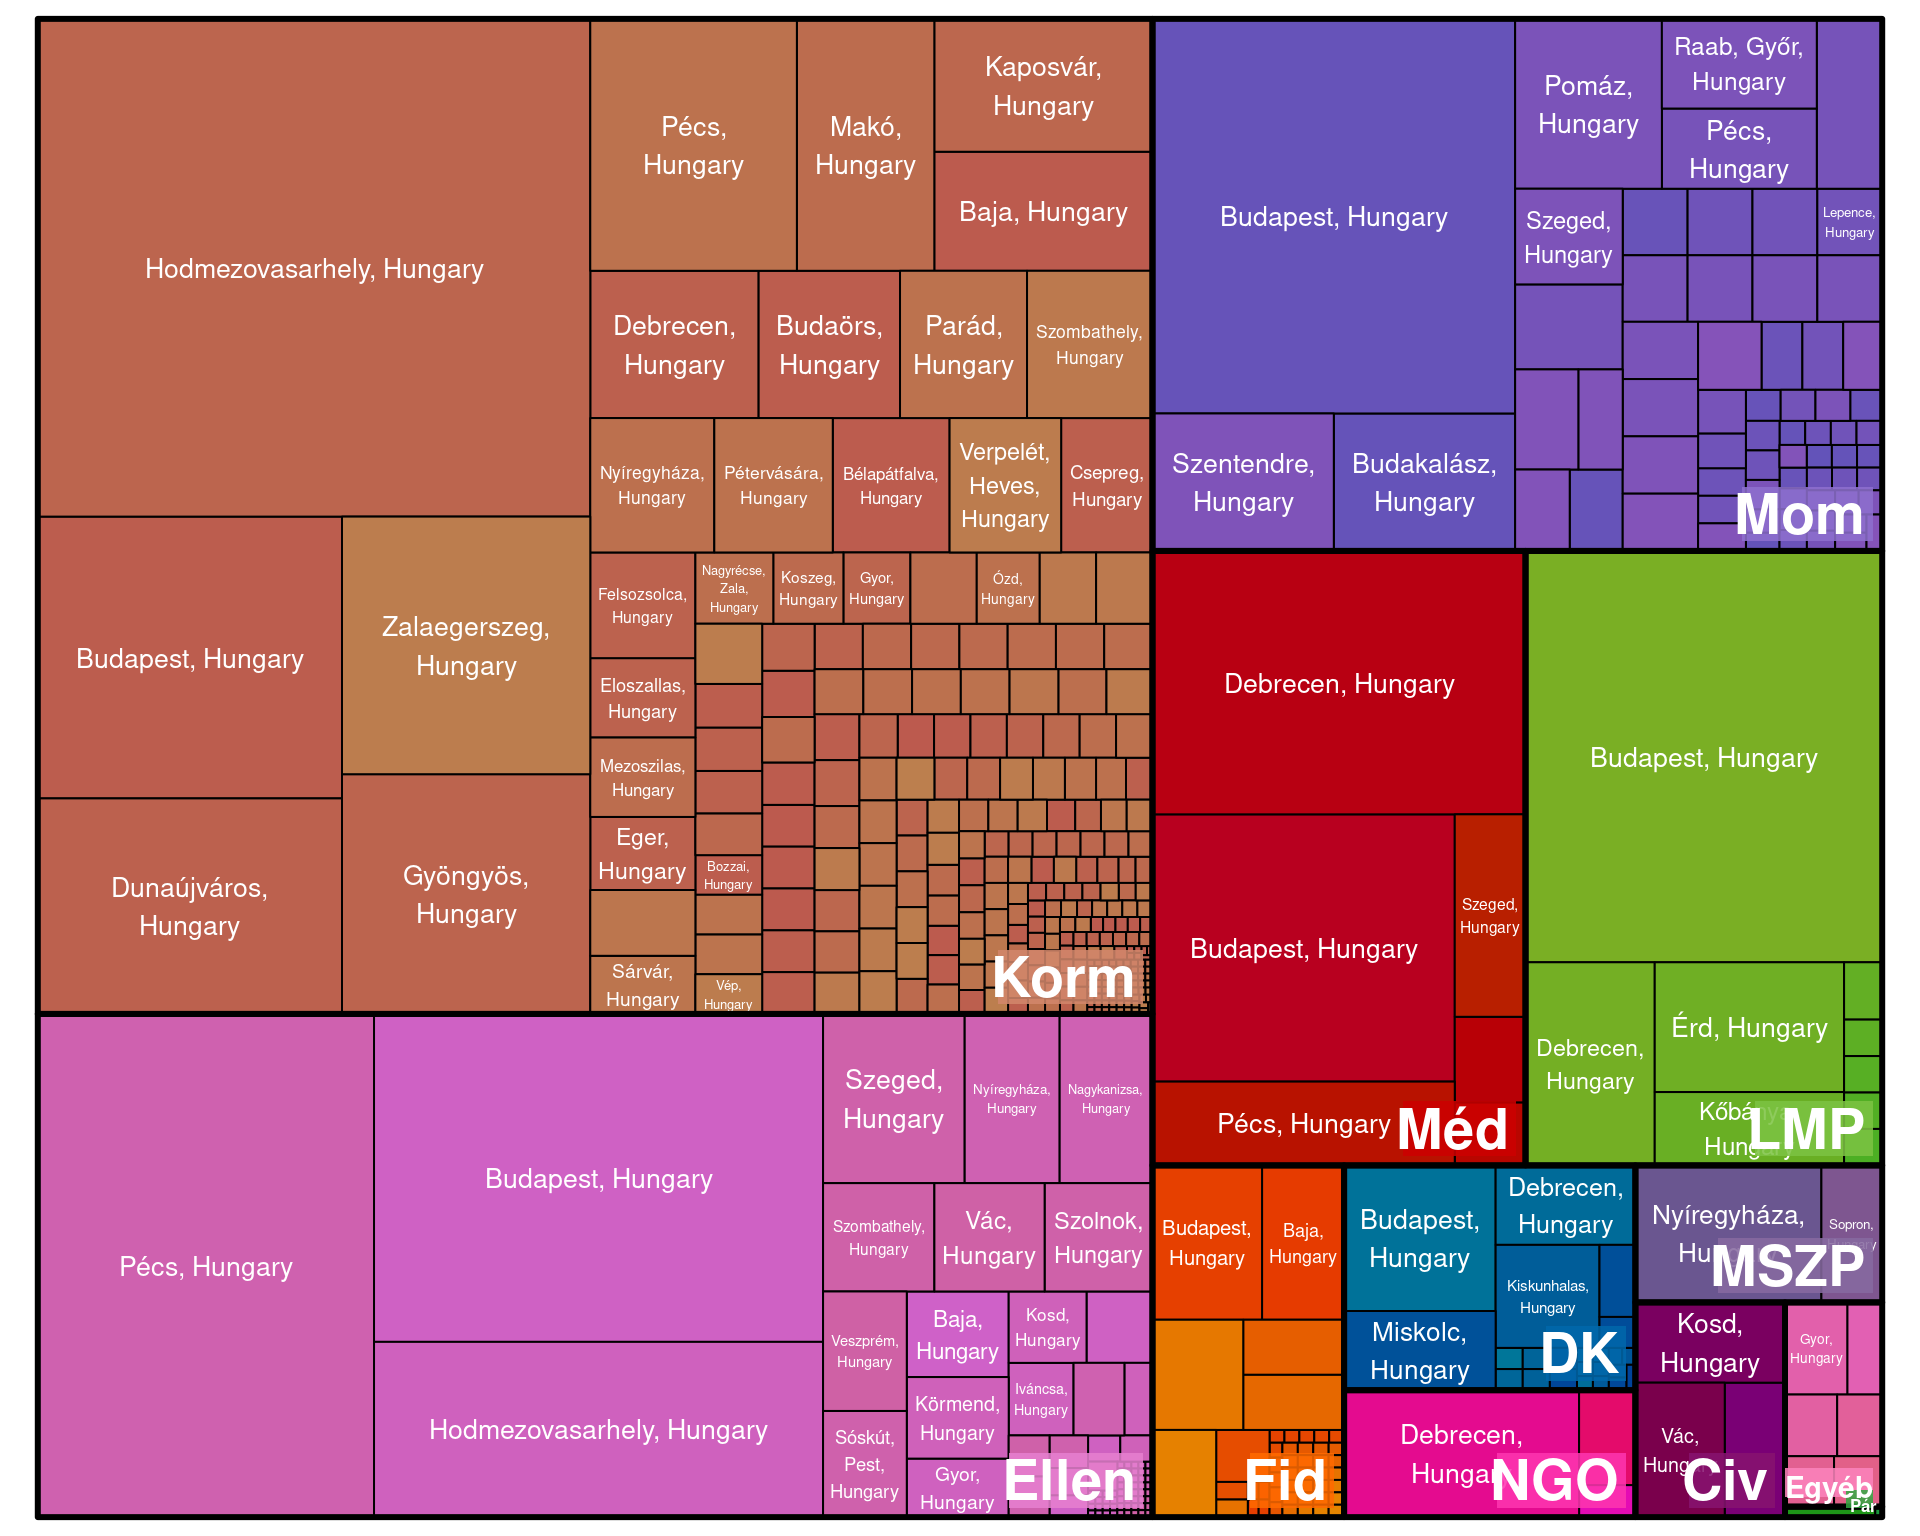 Hodmezovasarhely, Hungary
Pécs,
Hungary
Makó,
Hungary
Kaposvár,
Hungary
Baja, Hungary
Debrecen,
Hungary
Budaörs,
Hungary
Parád,
Hungary
Szombathely,
Hungary
Nyíregyháza,
Hungary
Pétervására,
Hungary
Bélapátfalva,
Hungary
Verpelét,
Heves,
Hungary
Csepreg,
Hungary
Budapest, Hungary
Zalaegerszeg,
Hungary
Dunaújváros,
Hungary
Gyöngyös,
Hungary
Felsozsolca,
Hungary
Nagyrécse,
Zala,
Hungary
Koszeg,
Hungary
Gyor,
Hungary
Ózd,
Hungary
Eloszallas,
Hungary
Mezoszilas,
Hungary
Eger,
Hungary
Bozzai,
Hungary
Sárvár,
Hungary
Vép,
Hungary
Korm
Budapest, Hungary
Pomáz,
Hungary
Raab, Győr,
Hungary
Pécs,
Hungary
Szeged,
Hungary
Lepence,
Hungary
Szentendre,
Hungary
Budakalász,
Hungary
Mom
Debrecen, Hungary
Budapest, Hungary
Szeged,
Hungary
Pécs, Hungary
Méd
Budapest, Hungary
Debrecen,
Hungary
Érd, Hungary
Kőbánya,
Hungary
LMP
Pécs, Hungary
Budapest, Hungary
Hodmezovasarhely, Hungary
Szeged,
Hungary
Nyíregyháza,
Hungary
Nagykanizsa,
Hungary
Szombathely,
Hungary
Vác,
Hungary
Szolnok,
Hungary
Veszprém,
Hungary
Baja,
Hungary
Kosd,
Hungary
Iváncsa,
Hungary
Körmend,
Hungary
Sóskút,
Pest,
Hungary
Gyor,
Hungary
Ellen
Budapest,
Hungary
Baja,
Hungary
Fid
Budapest,
Hungary
Debrecen,
Hungary
Kiskunhalas,
Hungary
Miskolc,
Hungary
DK
Nyíregyháza,
Hungary
Sopron,
Hungary
MSZP
Debrecen,
Hungary
NGO
Kosd,
Hungary
Vác,
Hungary
Civ
Gyor,
Hungary
Egyéb
Pár